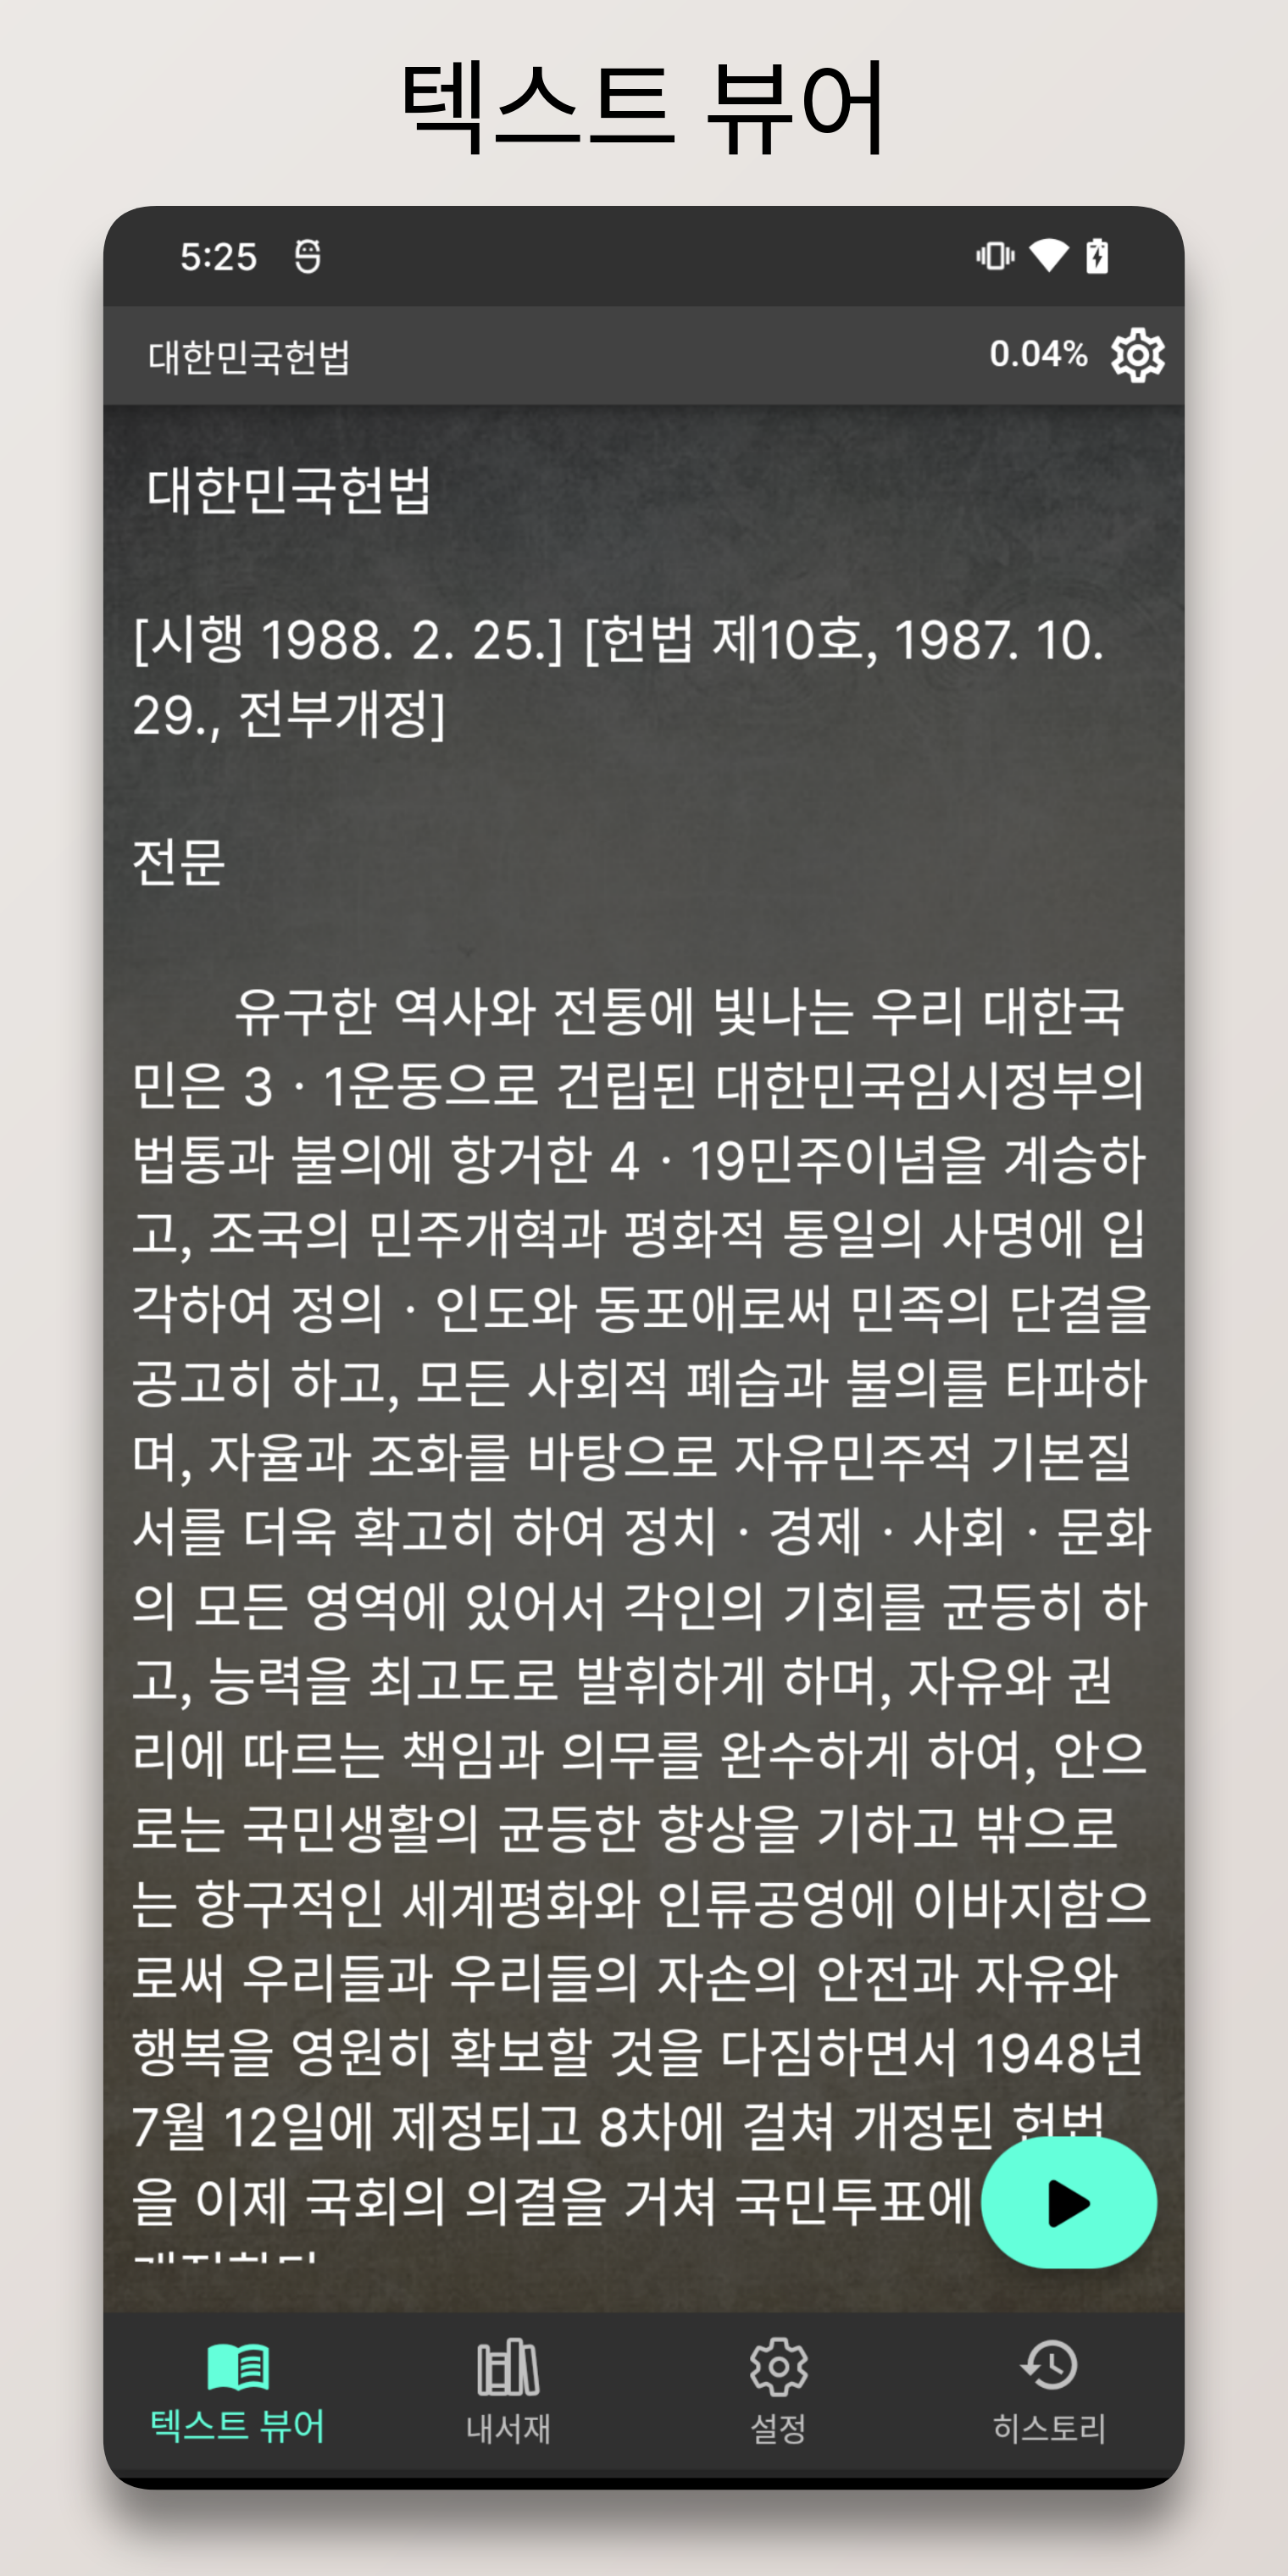 텍스트 뷰어
5:25
대한민국헌법 0.04%
대한민국헌법
[시행 1988. 2. 25.] [헌법 제10호, 1987. 10.
29., 전부개정]
전문
유구한 역사와 전통에 빛나는 우리 대한국
민은 3ㆍ1운동으로 건립된 대한민국임시정부의
법통과 불의에 항거한 4ㆍ19민주이념을 계승하
고, 조국의 민주개혁과 평화적 통일의 사명에 입
각하여 정의ㆍ인도와 동포애로써 민족의 단결을
공고히 하고, 모든 사회적 폐습과 불의를 타파하
며, 자율과 조화를 바탕으로 자유민주적 기본질
서를 더욱 확고히 하여 정치ㆍ경제ㆍ사회ㆍ문화
의 모든 영역에 있어서 각인의 기회를 균등히 하
고, 능력을 최고도로 발휘하게 하며, 자유와 권
리에 따르는 책임과 의무를 완수하게 하여, 안으
로는 국민생활의 균등한 향상을 기하고 밖으로
는 항구적인 세계평화와 인류공영에 이바지함으
로써 우리들과 우리들의 자손의 안전과 자유와
행복을 영원히 확보할 것을 다짐하면서 1948년
7월 12일에 제정되고 8차에 걸쳐 개정된 헌법
을 이제 국회의 의결을 거쳐 국민투표에
텍스트 뷰어
내서재
설정
히스토리